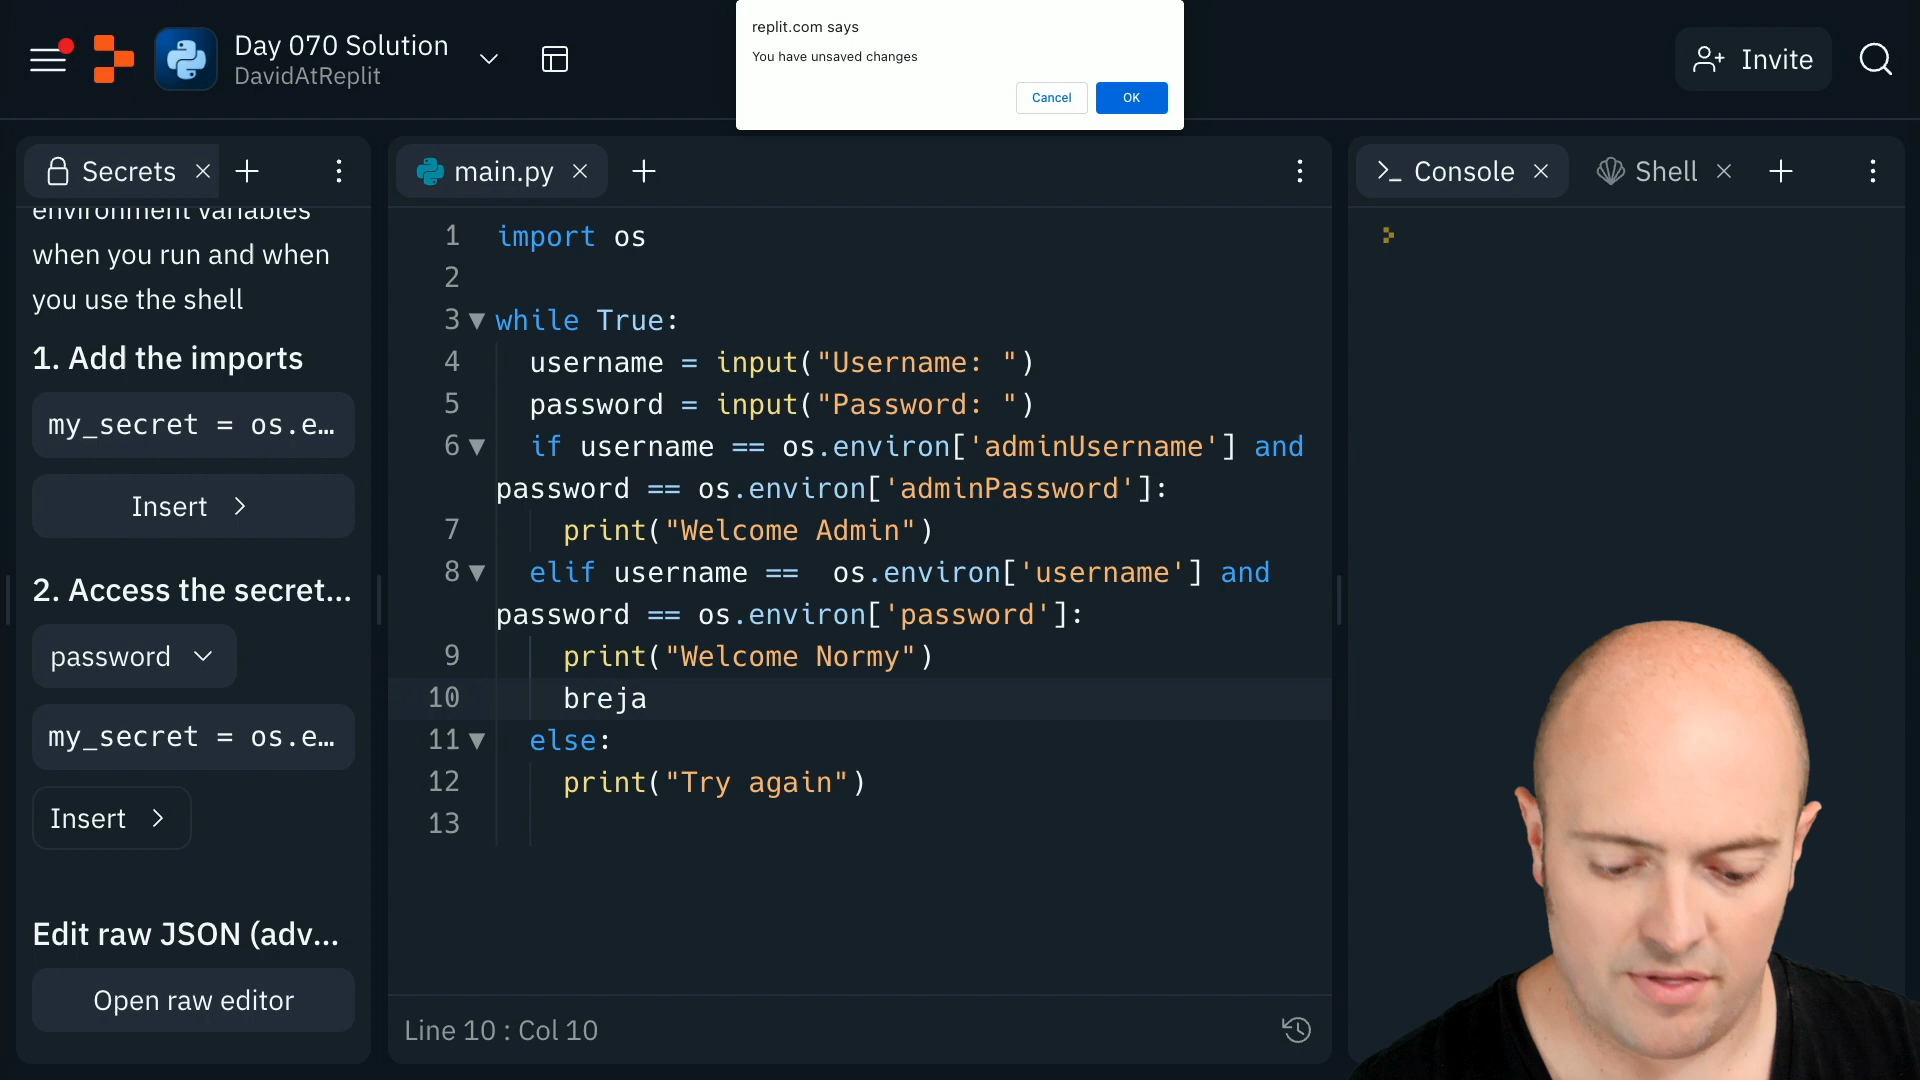 Day 070 Solution
DavidAtReplit
replit.com says
You have unsaved changes
Cancel
OK
Invite
Secrets
environment variables
when you run and when
you use the shell
1. Add the imports
my_secret = os.e…
Insert
2. Access the secret...
password
my_secret = os.e…
Insert
Edit raw JSON (adv...
Open raw editor
main.py
1 import os
2
3 while True:
4 username = input("Username: ")
5 password = input("Password: ")
6 if username == os.environ['adminUsername'] and
password == os.environ['adminPassword']:
7 print("Welcome Admin")
8 elif username ==  os.environ['username'] and
password == os.environ['password']:
9 print("Welcome Normy")
10 breja
11 else:
12 print("Try again")
13
Line 10 : Col 10
Console
Shell